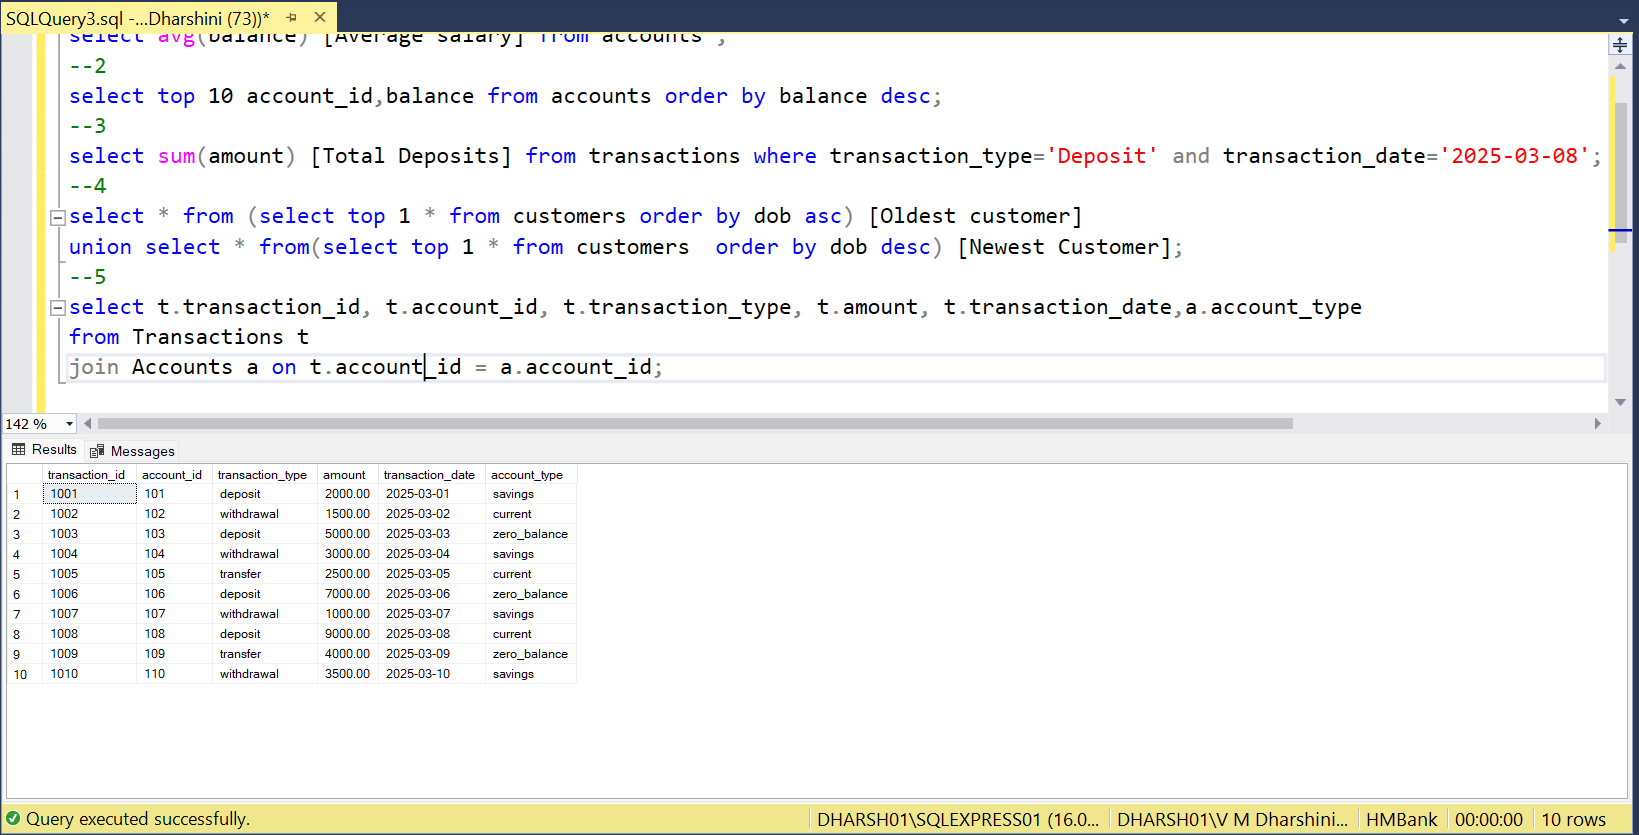 SQLQuery3.sql -...Dharshini (73))*
select avg(balance) [Average salary] from accounts ;
--2
select top 10 account_id,balance from accounts order by balance desc;
--3
select sum(amount) [Total Deposits] from transactions where transaction_type='Deposit' and transaction_date='2025-03-08';
--4
select * from (select top 1 * from customers order by dob asc) [Oldest customer]
union select * from(select top 1 * from customers  order by dob desc) [Newest Customer];
--5
select t.transaction_id, t.account_id, t.transaction_type, t.amount, t.transaction_date,a.account_type
from Transactions t
join Accounts a on t.account_id = a.account_id;
142 %
Results Messages
transaction_id account_id transaction_type amount transaction_date account_type
1 1001 101 deposit 2000.00 2025-03-01 savings
2 1002 102 withdrawal 1500.00 2025-03-02 current
3 1003 103 deposit 5000.00 2025-03-03 zero_balance
4 1004 104 withdrawal 3000.00 2025-03-04 savings
5 1005 105 transfer 2500.00 2025-03-05 current
6 1006 106 deposit 7000.00 2025-03-06 zero_balance
7 1007 107 withdrawal 1000.00 2025-03-07 savings
8 1008 108 deposit 9000.00 2025-03-08 current
9 1009 109 transfer 4000.00 2025-03-09 zero_balance
10 1010 110 withdrawal 3500.00 2025-03-10 savings
Query executed successfully. DHARSH01\SQLEXPRESS01 (16.0... DHARSH01\V M Dharshini... HMBank 00:00:00 10 rows